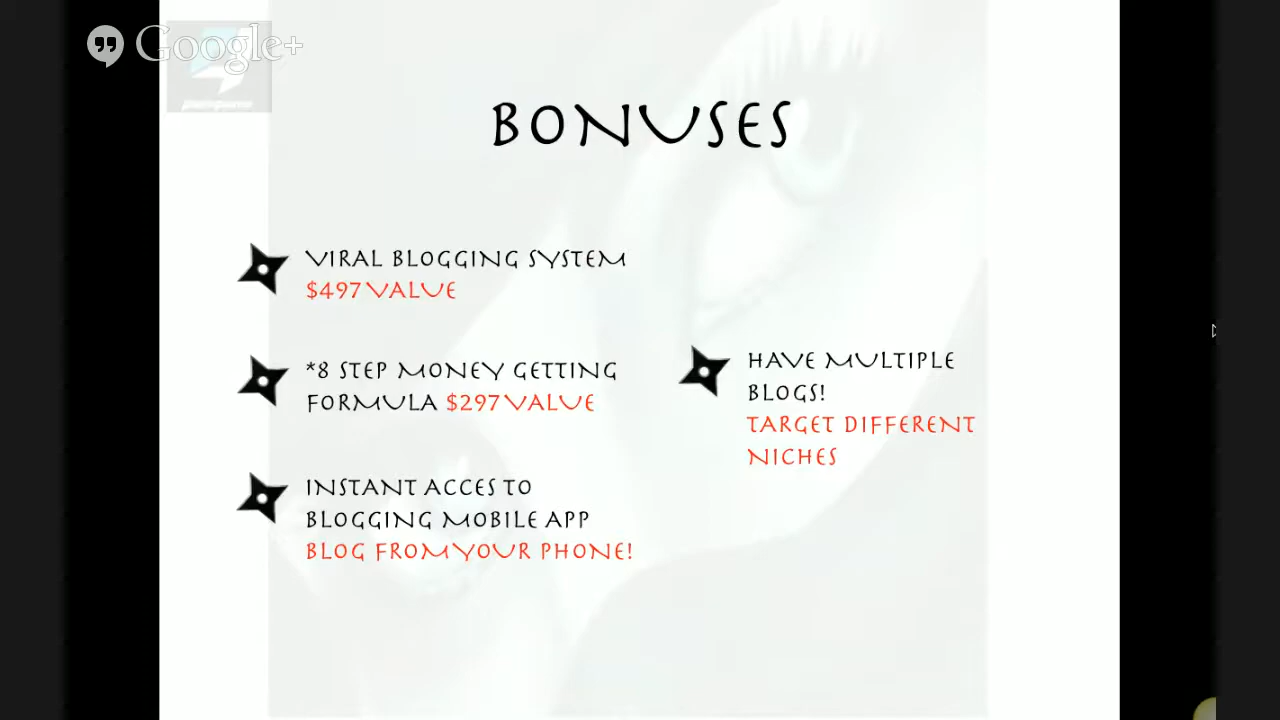 Google+
BONUSES
VIRAL BLOGGING SYSTEM
$497 VALUE
*8 STEP MONEY GETTING
FORMULA $297 VALUE
INSTANT ACCES TO
BLOGGING MOBILE APP
BLOG FROM YOUR PHONE!
HAVE MULTIPLE
BLOGS!
TARGET DIFFERENT
NICHES